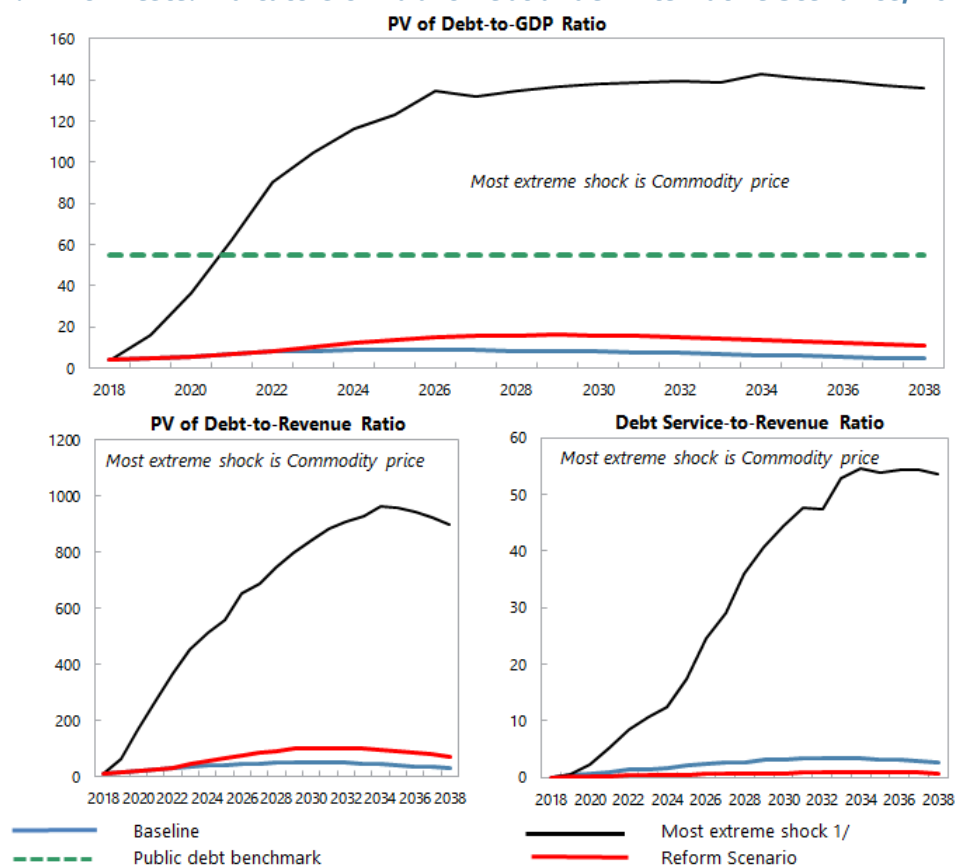 PV of Debt-to-GDP Ratio
160
140
120
100
80
60
40
20
0
Most extreme shock is Commodity price
2018 2020 2022 2024 2026 2028 2030 2032 2034 2036 2038
PV of Debt-to-Revenue Ratio
Most extreme shock is Commodity price
1200
1000
800
600
400
200
0
2018 2020 2022 2024 2026 2028 2030 2032 2034 2036 2038
Debt Service-to-Revenue Ratio
Most extreme shock is Commodity price
60
50
40
30
20
10
0
2018 2020 2022 2024 2026 2028 2030 2032 2034 2036 2038
Baseline
Most extreme shock 1/
Public debt benchmark
Reform Scenario